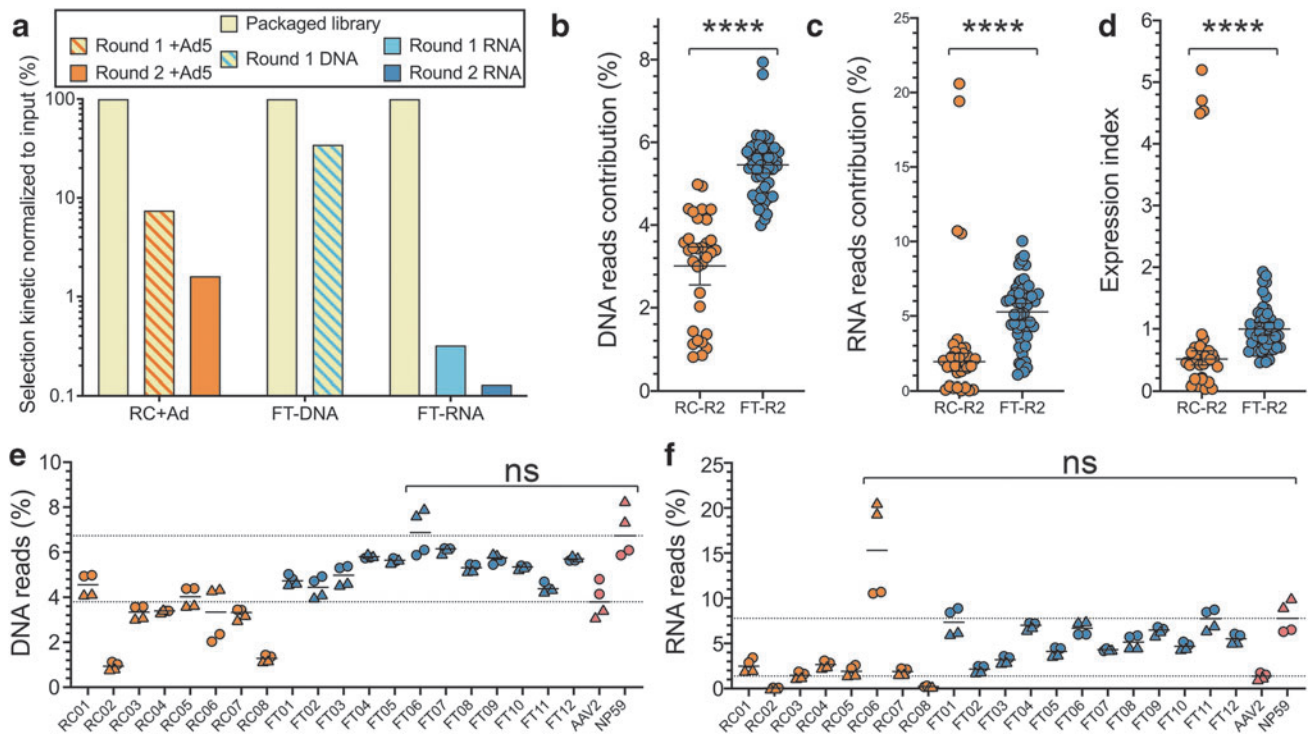 a
Packaged library
Round 1 +Ad5
Round 2 +Ad5
Round 1 DNA
Round 1 RNA
Round 2 RNA
Selection kinetic normalized to input (%)
100
10
1
0.1
RC+Ad
FT-DNA
FT-RNA
b
****
DNA reads contribution (%)
8
6
4
2
0
RC-R2
FT-R2
c
****
RNA reads contribution (%)
25
20
15
10
5
0
RC-R2
FT-R2
d
****
Expression index
6
5
4
3
2
1
0
RC-R2
FT-R2
e
ns
DNA reads (%)
10
8
6
4
2
0
RC01
RC02
RC03
RC04
RC05
RC06
RC07
RC08
FT01
FT02
FT03
FT04
FT05
FT06
FT07
FT08
FT09
FT10
FT11
FT12
AAV2
NP59
f
ns
RNA reads (%)
25
20
15
10
5
0
RC01
RC02
RC03
RC04
RC05
RC06
RC07
RC08
FT01
FT02
FT03
FT04
FT05
FT06
FT07
FT08
FT09
FT10
FT11
FT12
AAV2
NP59